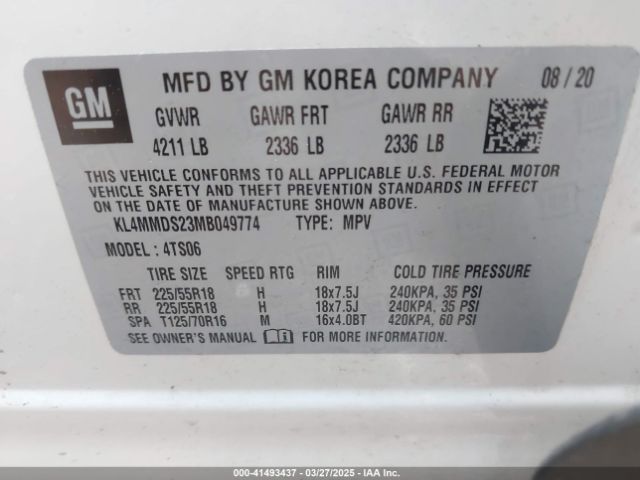 GM
MFD BY GM KOREA COMPANY 08 / 20
GVWR GAWR FRT GAWR RR
4211 LB 2336 LB 2336 LB
THIS VEHICLE CONFORMS TO ALL APPLICABLE U.S. FEDERAL MOTOR
VEHICLE SAFETY AND THEFT PREVENTION STANDARDS IN EFFECT
ON THE DATE OF MANUFACTURE SHOWN ABOVE.
KL4MMDS23MB049774 TYPE: MPV
MODEL : 4TS06
TIRE SIZE SPEED RTG RIM COLD TIRE PRESSURE
FRT 225/55R18 H 18x7.5J 240KPA, 35 PSI
RR 225/55R18 H 18x7.5J 240KPA, 35 PSI
SPA T125/70R16 M 16x4.0BT 420KPA, 60 PSI
SEE OWNER'S MANUAL FOR MORE INFORMATION.
000-41493437 - 03/27/2025 - IAAI.COM